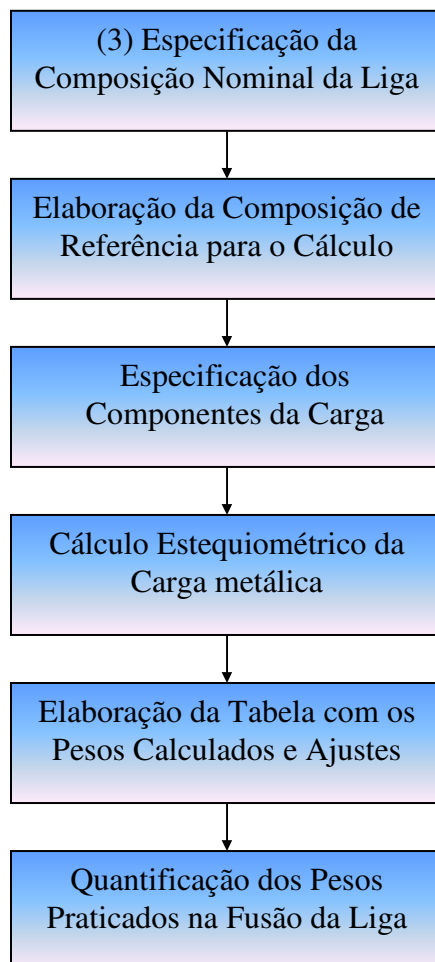 (3) Especificação da
Composição Nominal da Liga
Elaboração da Composição de
Referência para o Cálculo
Especificação dos
Componentes da Carga
Cálculo Estequiométrico da
Carga metálica
Elaboração da Tabela com os
Pesos Calculados e Ajustes
Quantificação dos Pesos
Praticados na Fusão da Liga